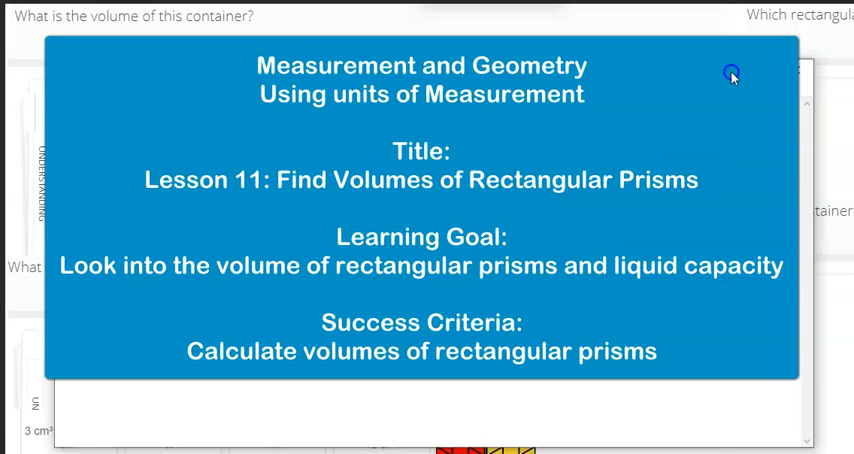 What is the volume of this container?
Which
Measurement and Geometry
Using units of Measurement
Title:
Lesson 11: Find Volumes of Rectangular Prisms
UNDERSTANDING
Learning Goal:
What
Look into the volume of rectangular prisms and liquid capacity
Success Criteria:
Calculate volumes of rectangular prisms
UN
3 cm³